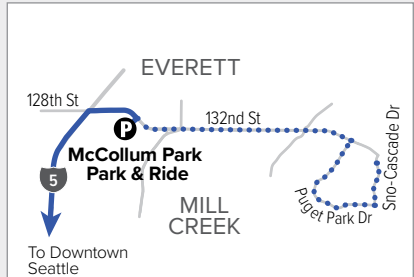 EVERETT
128th St
132nd St
P
McCollum Park
Park & Ride
Sno-Cascade Dr
5
Puget Park Dr
MILL
CREEK
To Downtown
Seattle